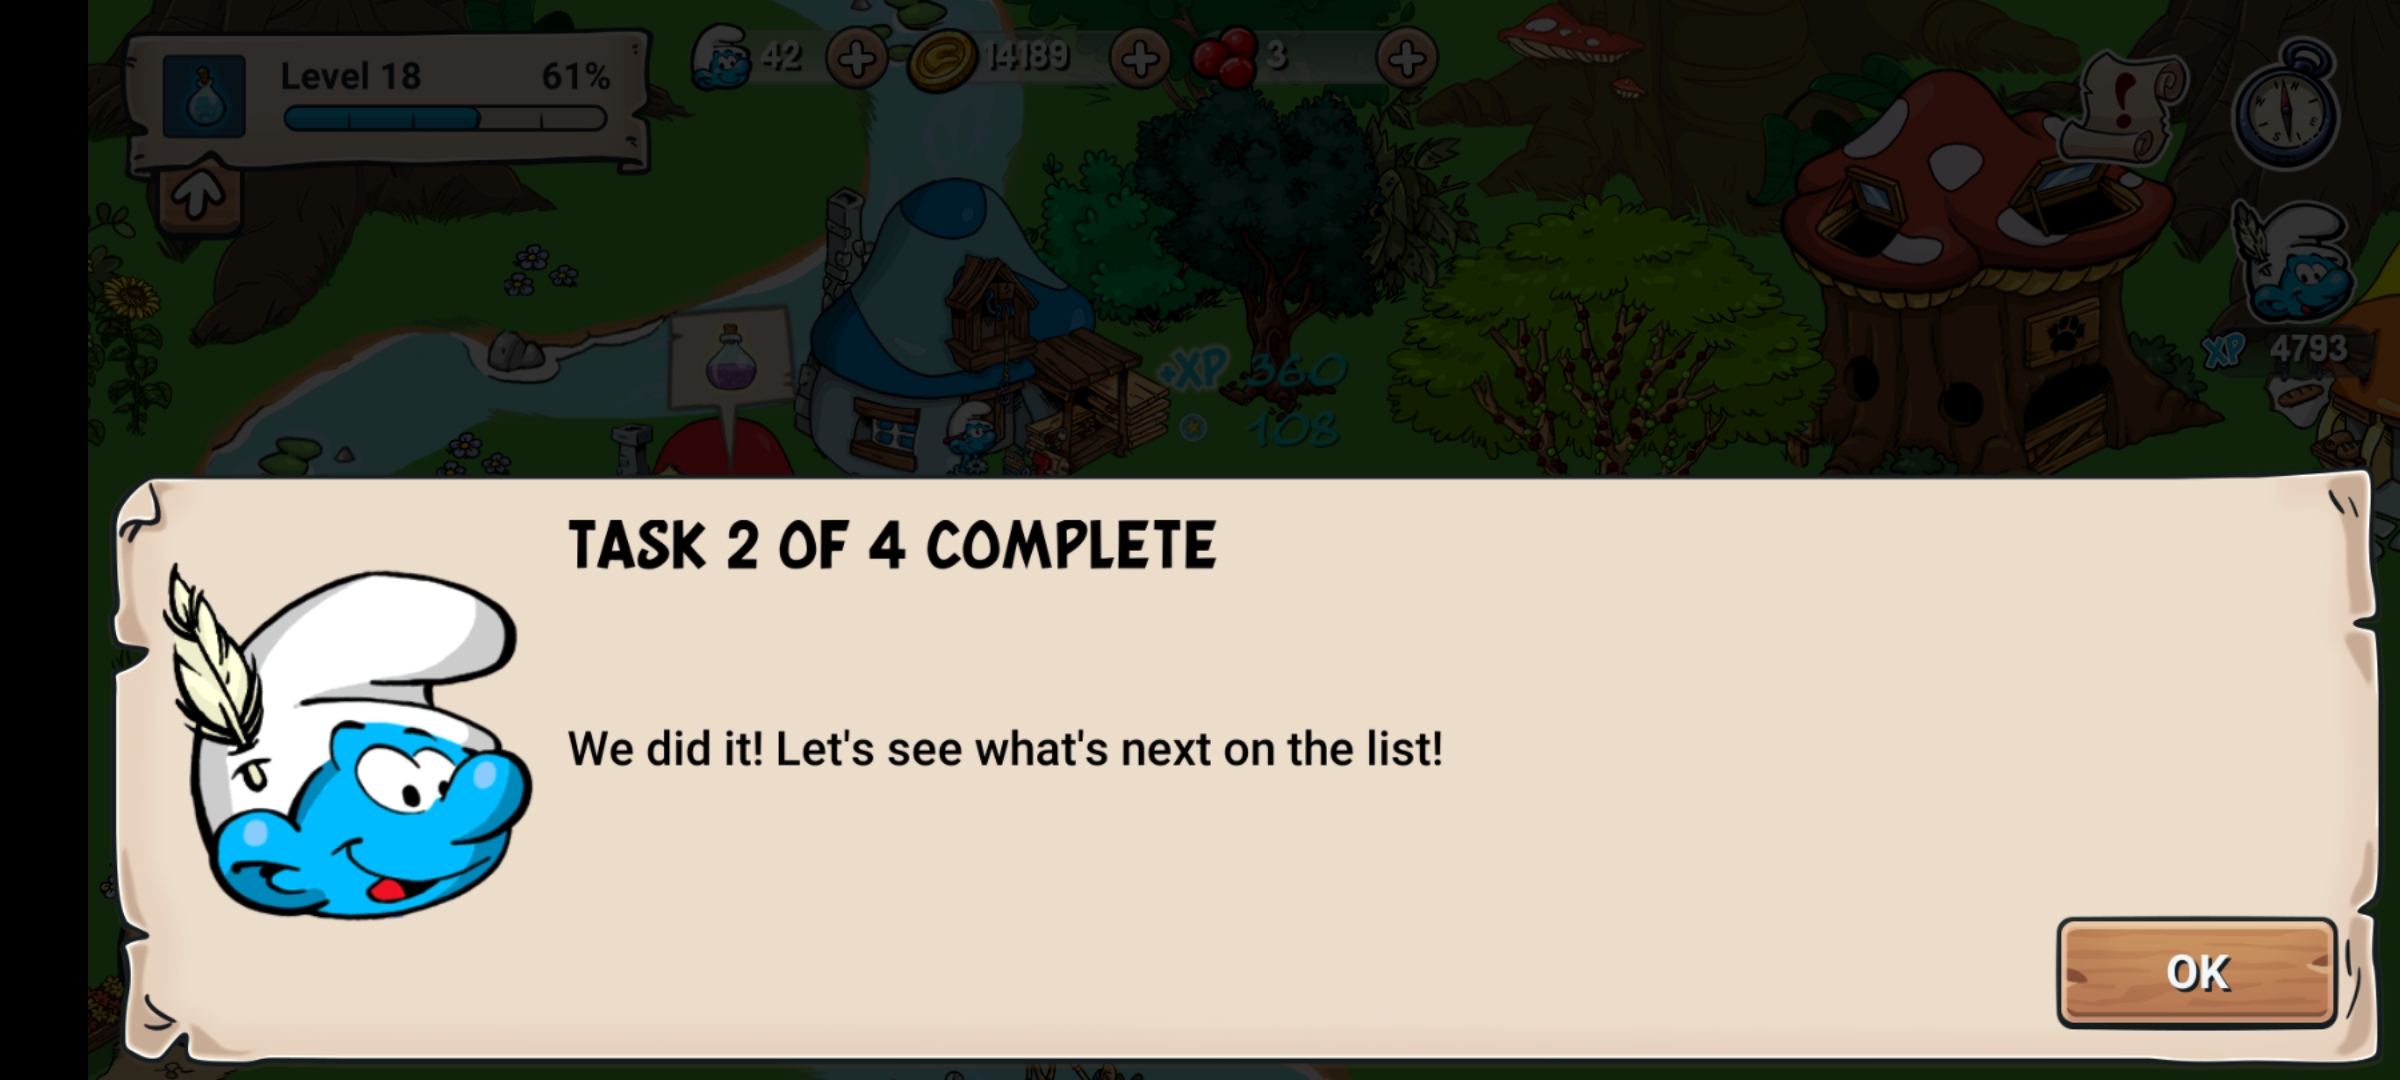 Level 18 61%
42
14189
3
XP 4793
+XP 360
108
TASK 2 OF 4 COMPLETE
We did it! Let's see what's next on the list!
OK